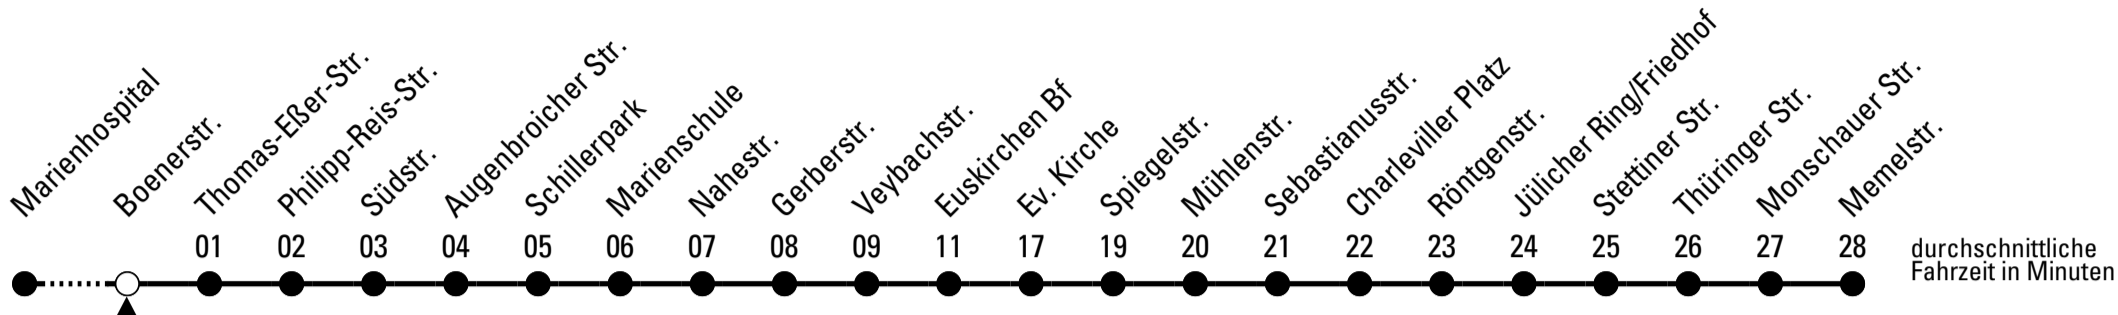 Marienhospital
Boenerstr.
Thomas-Eßer-Str.
Philipp-Reis-Str.
Südstr.
Augenbroicher Str.
Schillerpark
Marienschule
Nahestr.
Gerberstr.
Veybachstr.
Euskirchen Bf
Ev. Kirche
Spiegelstr.
Mühlenstr.
Sebastianusstr.
Charleviller Platz
Röntgenstr.
Jülicher Ring/Friedhof
Stettiner Str.
Thüringer Str.
Monschauer Str.
Memelstr.
01 02 03 04 05 06 07 08 09 11 17 19 20 21 22 23 24 25 26 27 28
durchschnittliche
Fahrzeit in Minuten